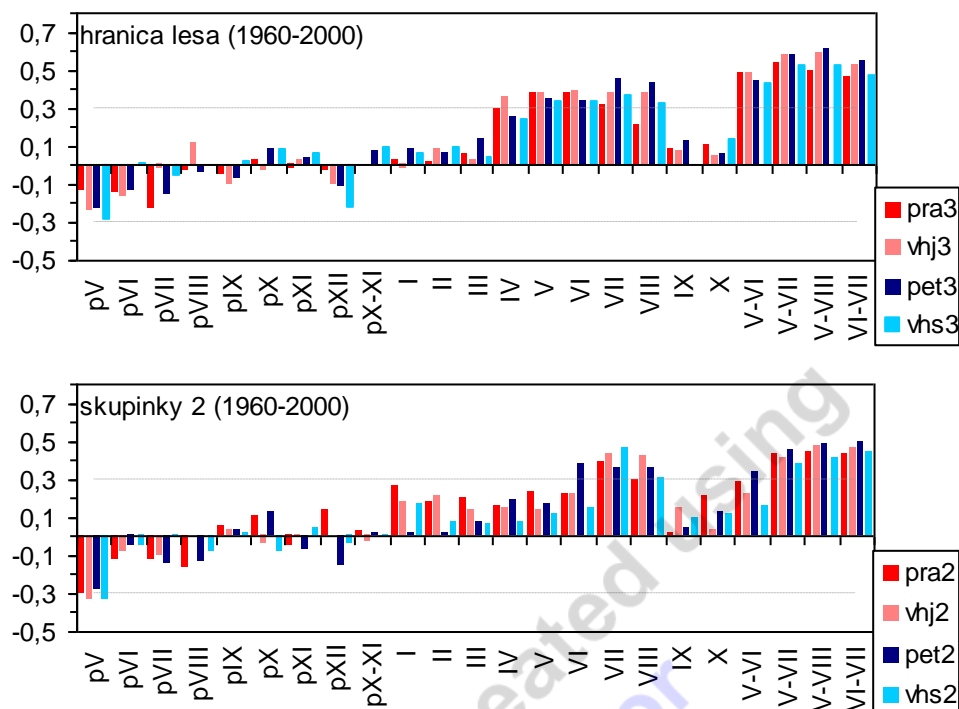 hranica lesa (1960-2000)
0,7
0,5
0,3
0,1
-0,1
-0,3
-0,5
pV pVI pVII pVIII pIX pX pXI pXII pX-XI I II III IV V VI VII VIII IX X V-VI V-VII V-VIII VI-VII
pra3
vhj3
pet3
vhs3
skupinky 2 (1960-2000)
0,7
0,5
0,3
0,1
-0,1
-0,3
-0,5
pV pVI pVII pVIII pIX pX pXI pXII pX-XI I II III IV V VI VII VIII IX X V-VI V-VII V-VIII VI-VII
pra2
vhj2
pet2
vhs2
eated using
or